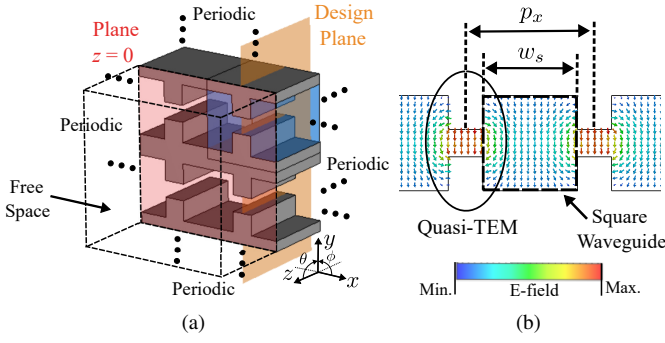 Periodic
Design
Plane
Plane
z = 0
Periodic
Periodic
Free
Space
Periodic
y
θ
ϕ
z
x
(a)
p_x
w_s
Quasi-TEM
Square
Waveguide
Min.
E-field
Max.
(b)